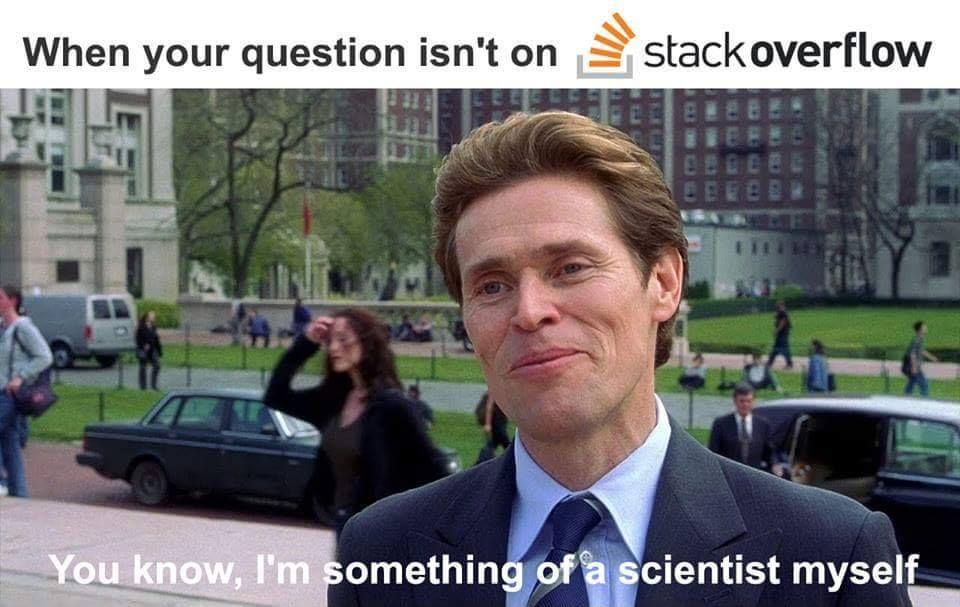 When your question isn't on stackoverflow
You know, I'm something of a scientist myself